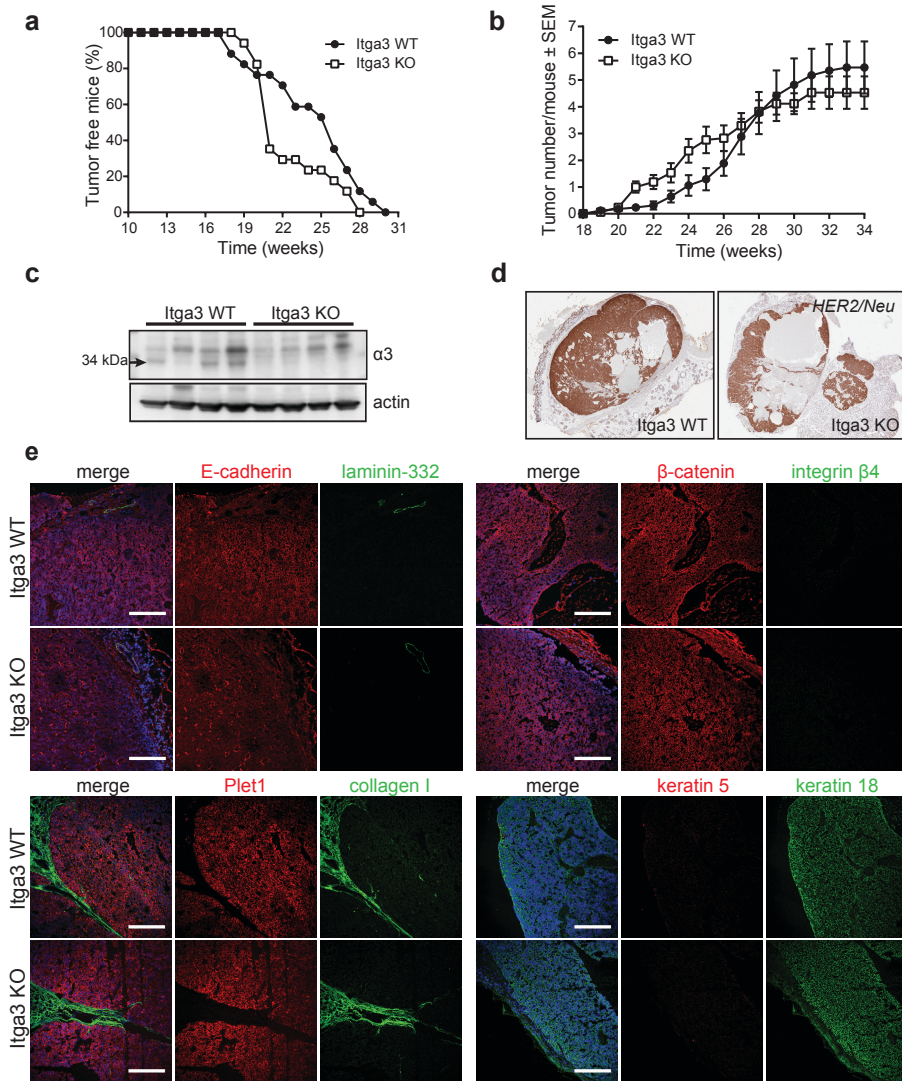 a
Tumor free mice (%)
100
80
60
40
20
0
10 13 16 19 22 25 28 31
Time (weeks)
Itga3 WT
Itga3 KO
b
Tumor number/mouse ± SEM
7
6
5
4
3
2
1
0
18 20 22 24 26 28 30 32 34
Time (weeks)
Itga3 WT
Itga3 KO
c
Itga3 WT Itga3 KO
34 kDa
α3
actin
d
HER2/Neu
Itga3 WT
Itga3 KO
e
merge E-cadherin laminin-332
merge β-catenin integrin β4
Itga3 WT
Itga3 KO
merge Plet1 collagen I
merge keratin 5 keratin 18
Itga3 WT
Itga3 KO